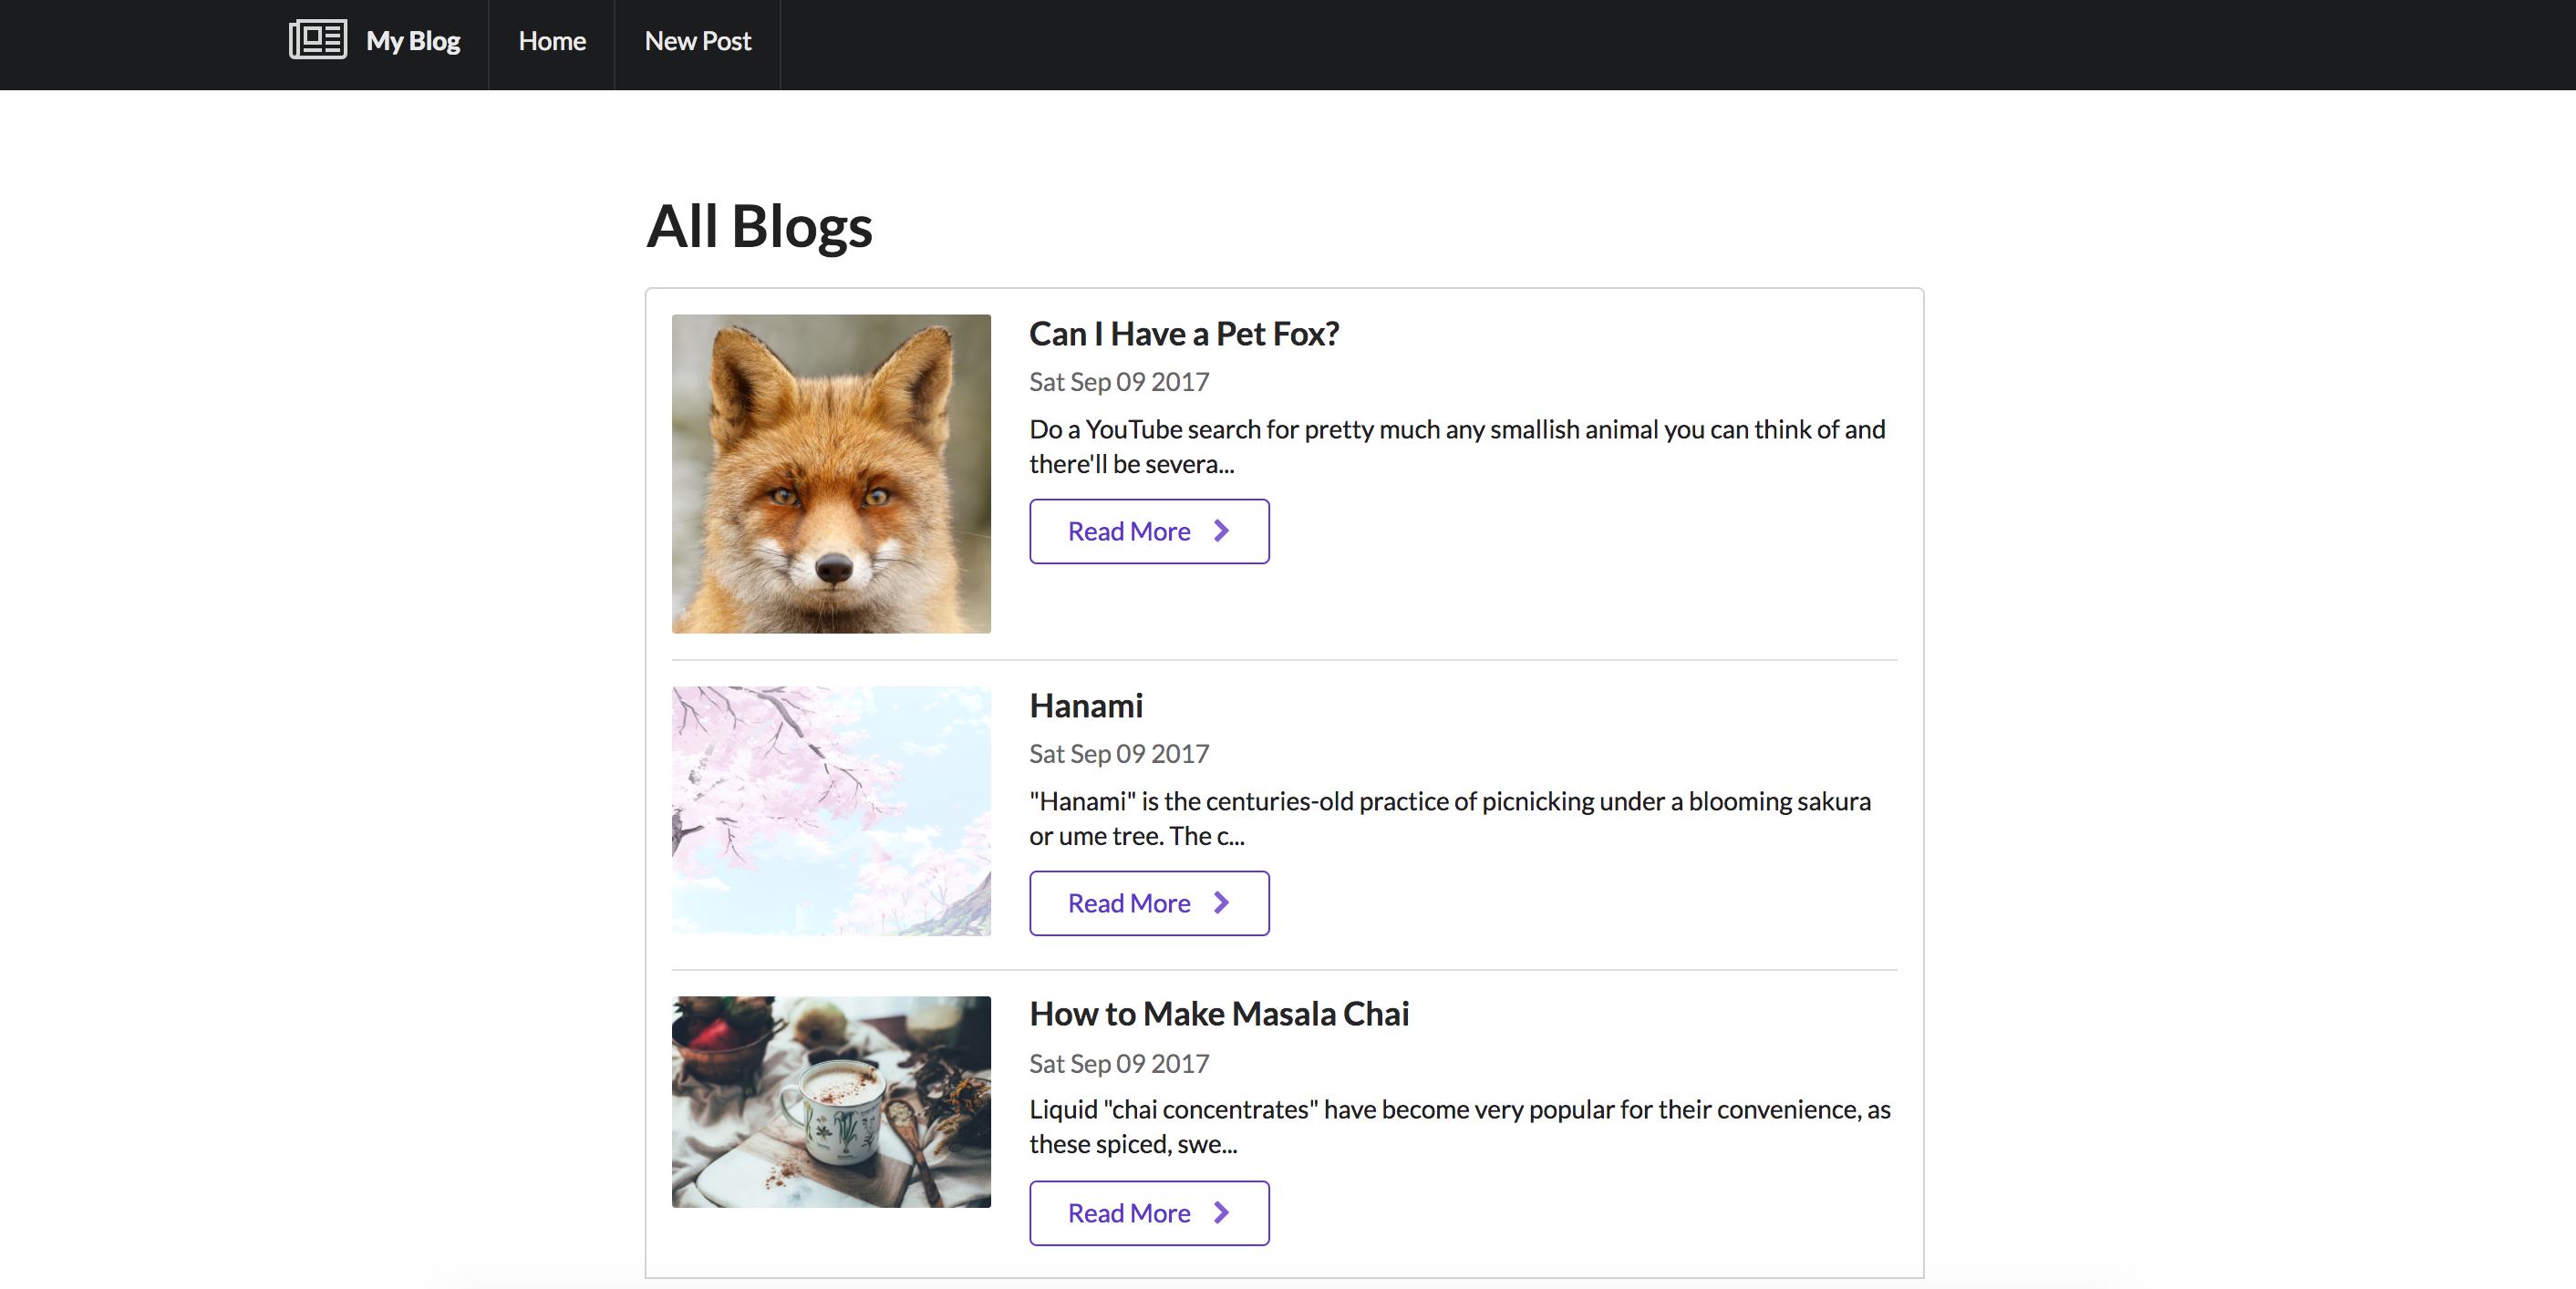 My Blog
Home
New Post
All Blogs
Can I Have a Pet Fox?
Sat Sep 09 2017
Do a YouTube search for pretty much any smallish animal you can think of and
there'll be severa...
Read More
Hanami
Sat Sep 09 2017
"Hanami" is the centuries-old practice of picnicking under a blooming sakura
or ume tree. The c...
Read More
How to Make Masala Chai
Sat Sep 09 2017
Liquid "chai concentrates" have become very popular for their convenience, as
these spiced, swe...
Read More